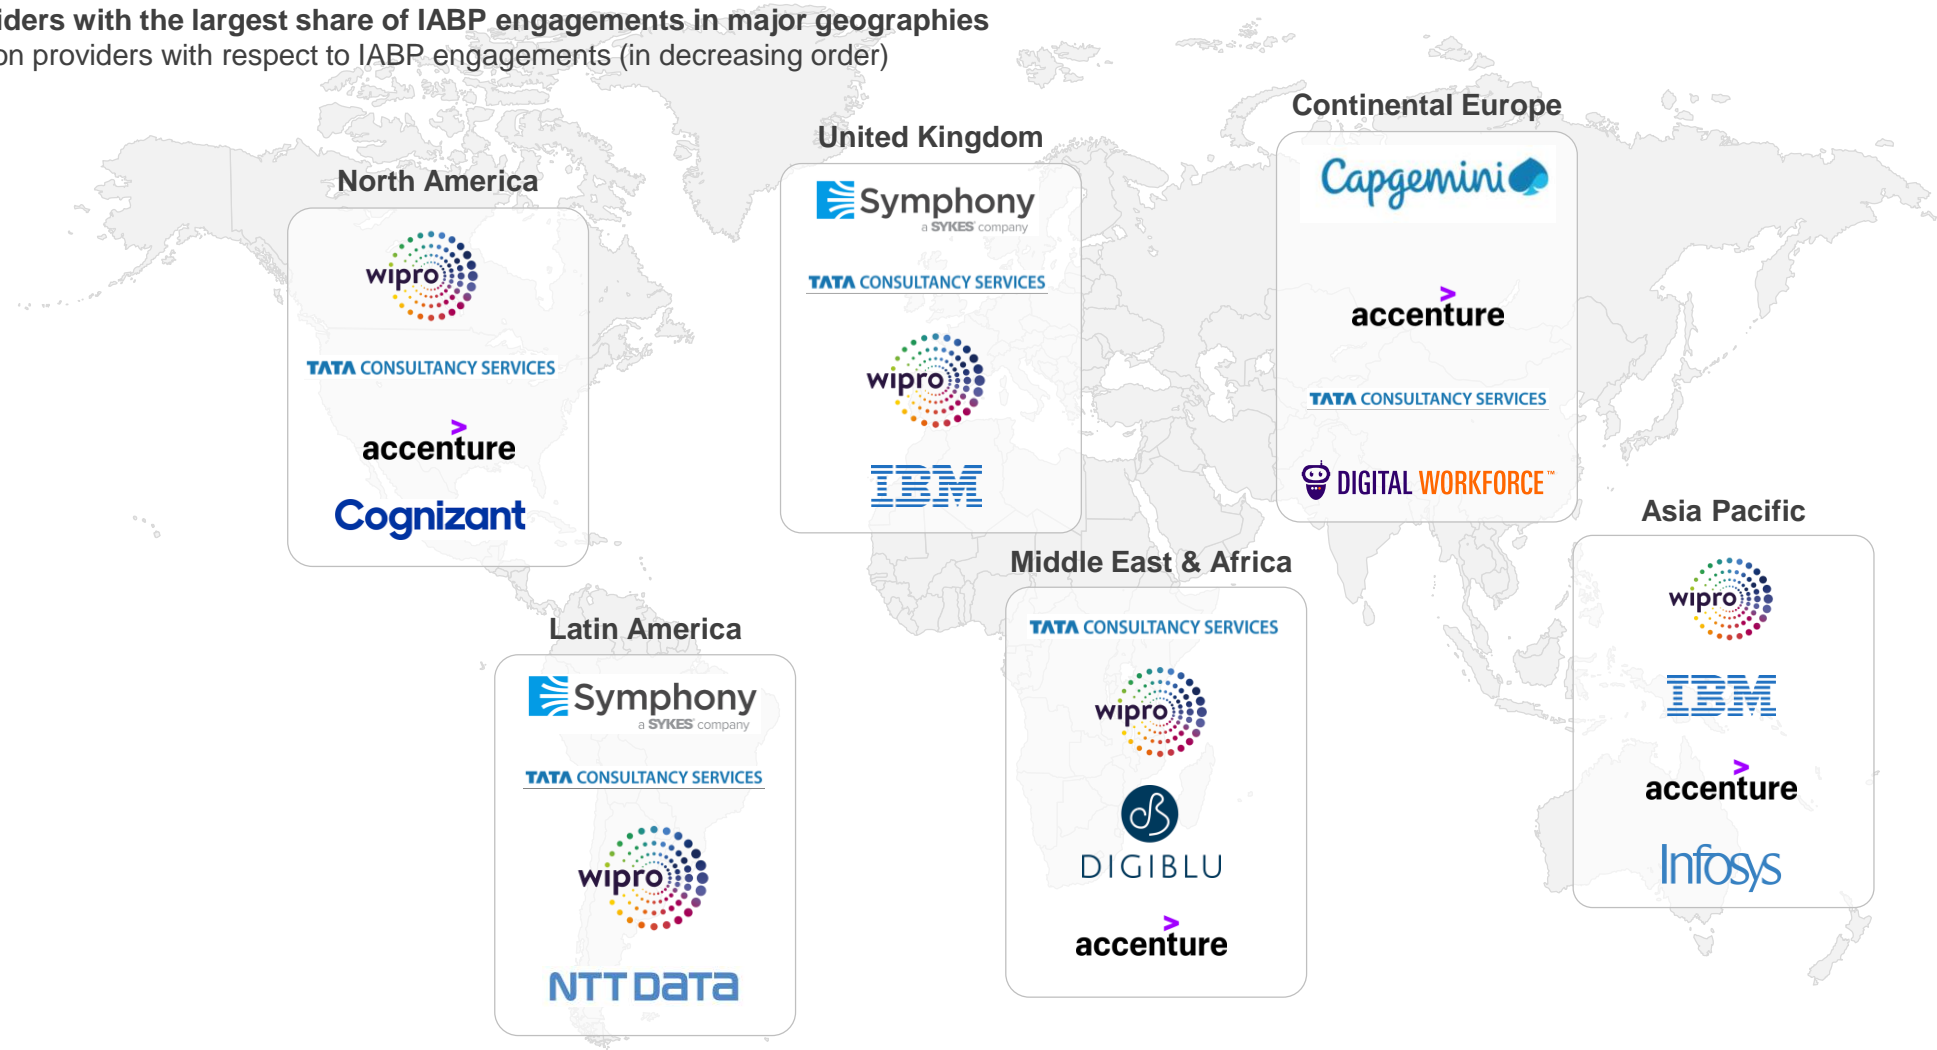 iders with the largest share of IABP engagements in major geographies
on providers with respect to IABP engagements (in decreasing order)
North America
wipro
TATA CONSULTANCY SERVICES
accenture
Cognizant
United Kingdom
Symphony
a SYKES company
TATA CONSULTANCY SERVICES
wipro
IBM
Continental Europe
Capgemini
accenture
TATA CONSULTANCY SERVICES
DIGITAL WORKFORCE™
Latin America
Symphony
a SYKES company
TATA CONSULTANCY SERVICES
wipro
NTT DATA
Middle East & Africa
TATA CONSULTANCY SERVICES
wipro
DIGIBLU
accenture
Asia Pacific
wipro
IBM
accenture
Infosys